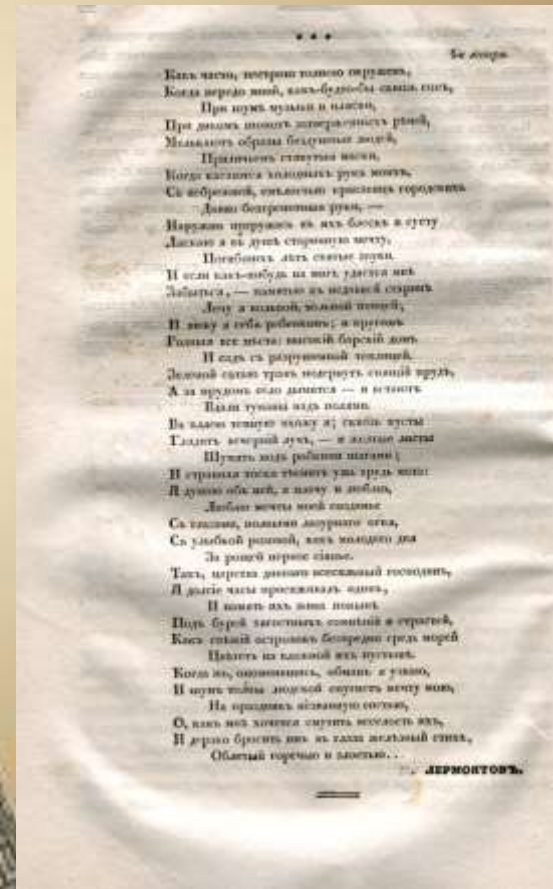 * * *
1-е января.
Какъ часто, пестрою толпою окруженъ,
Когда передо мной, какъ-будто-бы сквозь сонъ,
При шумѣ музыки и пляски,
При дикомъ шопотѣ затверженныхъ рѣчей,
Мелькаютъ образы бездушные людей,
Приличьемъ стянутыя маски,
Когда касаются холодныхъ рукъ моихъ,
Съ небрежной смѣлостью красавицъ городскихъ
Давно безтрепетныя руки, —
Наружно погружась въ ихъ блескъ и суету
Ласкаю я въ душѣ старинную мечту,
Погибшихъ лѣтъ святые звуки.
И если какъ-нибудь на мигъ удастся мнѣ
Забыться, — памятью къ недавней старинѣ
Лечу я вольной, вольной птицей;
И вижу я себя ребенкомъ; и кругомъ
Родныя все мѣста: высокій барскій домъ
И садъ съ разрушенной теплицей.
Зеленой сѣтью травъ подернутъ спящій прудъ,
А за прудомъ село дымится — и встаютъ
Вдали туманы надъ полями.
Въ аллею темную вхожу я; сквозь кусты
Глядитъ вечерній лучъ, — и желтые листы
Шумятъ подъ робкими шагами;
И странная тоска тѣснитъ ужъ грудь мою:
Я думаю объ ней, я плачу и люблю,
Люблю мечты моей созданье
Съ глазами, полными лазурнаго огня,
Съ улыбкой розовой, какъ молодаго дня
За рощей первое сіянье.
Такъ, царства дивнаго всесильный господинъ,
Я долгіе часы просиживалъ одинъ,
И память ихъ жива понынѣ
Подъ бурей тягостныхъ сомнѣній и страстей,
Какъ свѣжій островокъ безвредно средь морей
Цвѣтетъ на влажной ихъ пустынѣ.
Когда жъ, опомнившись, обманъ я узнаю,
И шумъ толпы людской спугнетъ мечту мою,
На праздникъ незванную гостью,
О, какъ мнѣ хочется смутить веселость ихъ,
И дерзко бросить имъ въ глаза желѣзный стихъ,
Облитый горечью и злостью..
ЛЕРМОНТОВЪ.